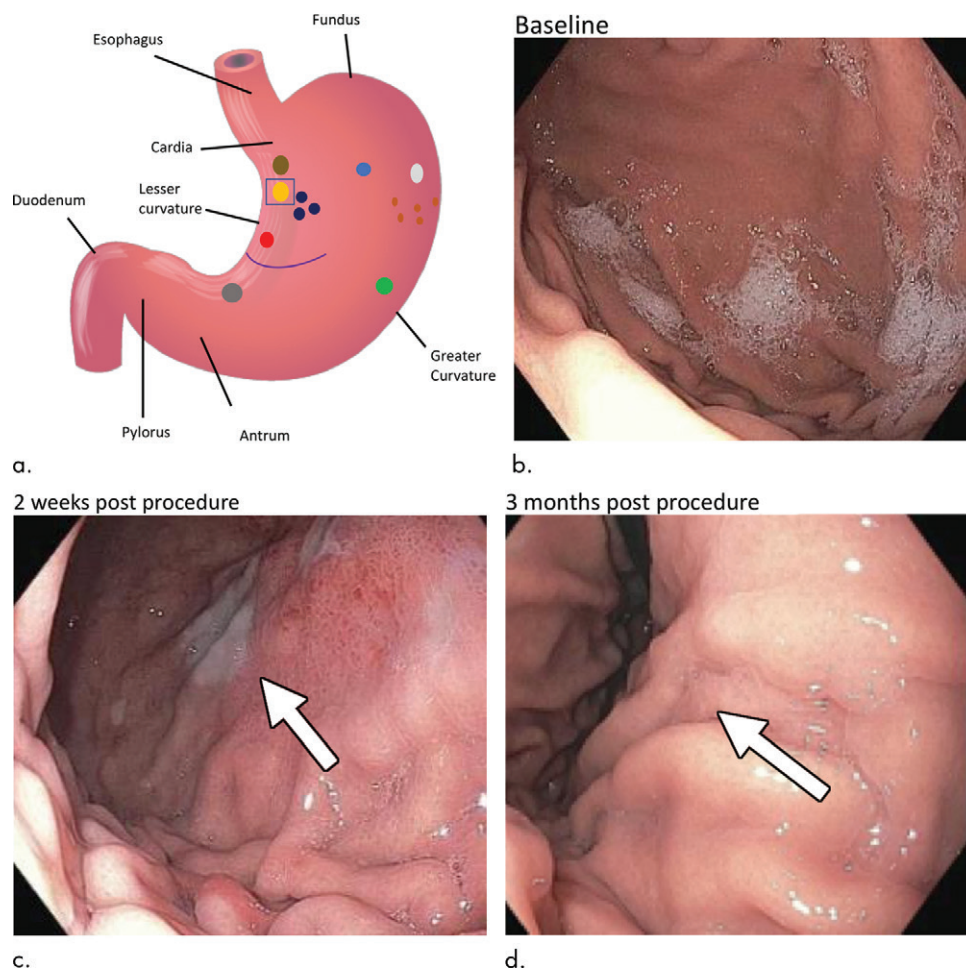 Fundus
Esophagus
Cardia
Lesser
curvature
Duodenum
Greater
Curvature
Pylorus
Antrum
a.
Baseline
b.
2 weeks post procedure
c.
3 months post procedure
d.